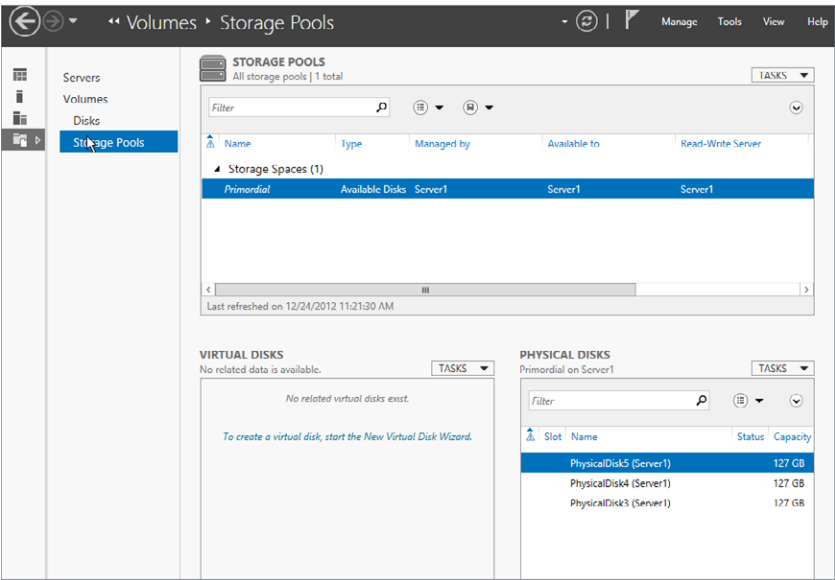 Volumes Storage Pools Manage Tools View Help
Servers
Volumes
Disks
Storage Pools
STORAGE POOLS
All storage pools | 1 total
TASKS
Filter
Name Type Managed by Available to Read-Write Server
Storage Spaces (1)
Primordial Available Disks Server1 Server1 Server1
Last refreshed on 12/24/2012 11:21:30 AM
VIRTUAL DISKS
No related data is available.
TASKS
No related virtual disks exist.
To create a virtual disk, start the New Virtual Disk Wizard.
PHYSICAL DISKS
Primordial on Server1
TASKS
Filter
Slot Name Status Capacity
PhysicalDisk5 (Server1) 127 GB
PhysicalDisk4 (Server1) 127 GB
PhysicalDisk3 (Server1) 127 GB